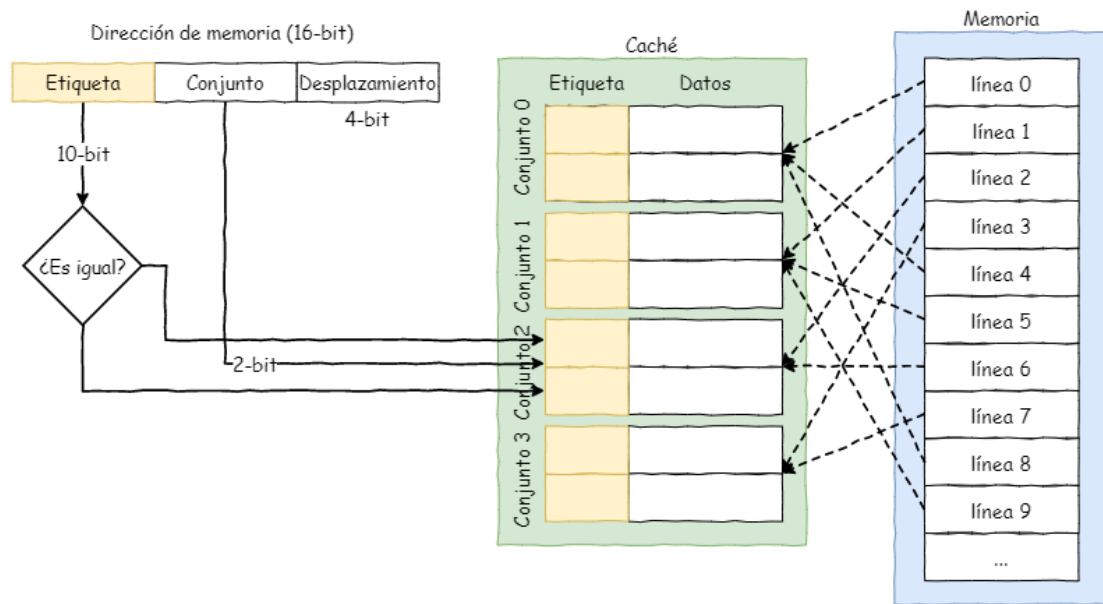 Dirección de memoria (16-bit)
Etiqueta
Conjunto
Desplazamiento
4-bit
10-bit
¿Es igual?
2-bit
Caché
Etiqueta
Datos
Conjunto 0
Conjunto 1
Conjunto 2
Conjunto 3
Memoria
línea 0
línea 1
línea 2
línea 3
línea 4
línea 5
línea 6
línea 7
línea 8
línea 9
...